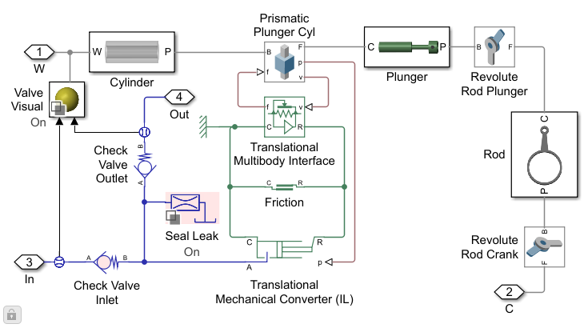 Prismatic
Plunger Cyl
1
W
W
P
Cylinder
B
F
f
p
v
C
P
Plunger
B
F
Revolute
Rod Plunger
Valve
Visual
On
4
Out
B
Check
Valve
Outlet
A
f
v
C
R
Translational
Multibody Interface
C
R
Friction
Seal Leak
On
Rod
C
P
3
In
A
B
Check Valve
Inlet
C
R
A
p
Translational
Mechanical Converter (IL)
Revolute
Rod Crank
B
F
2
C